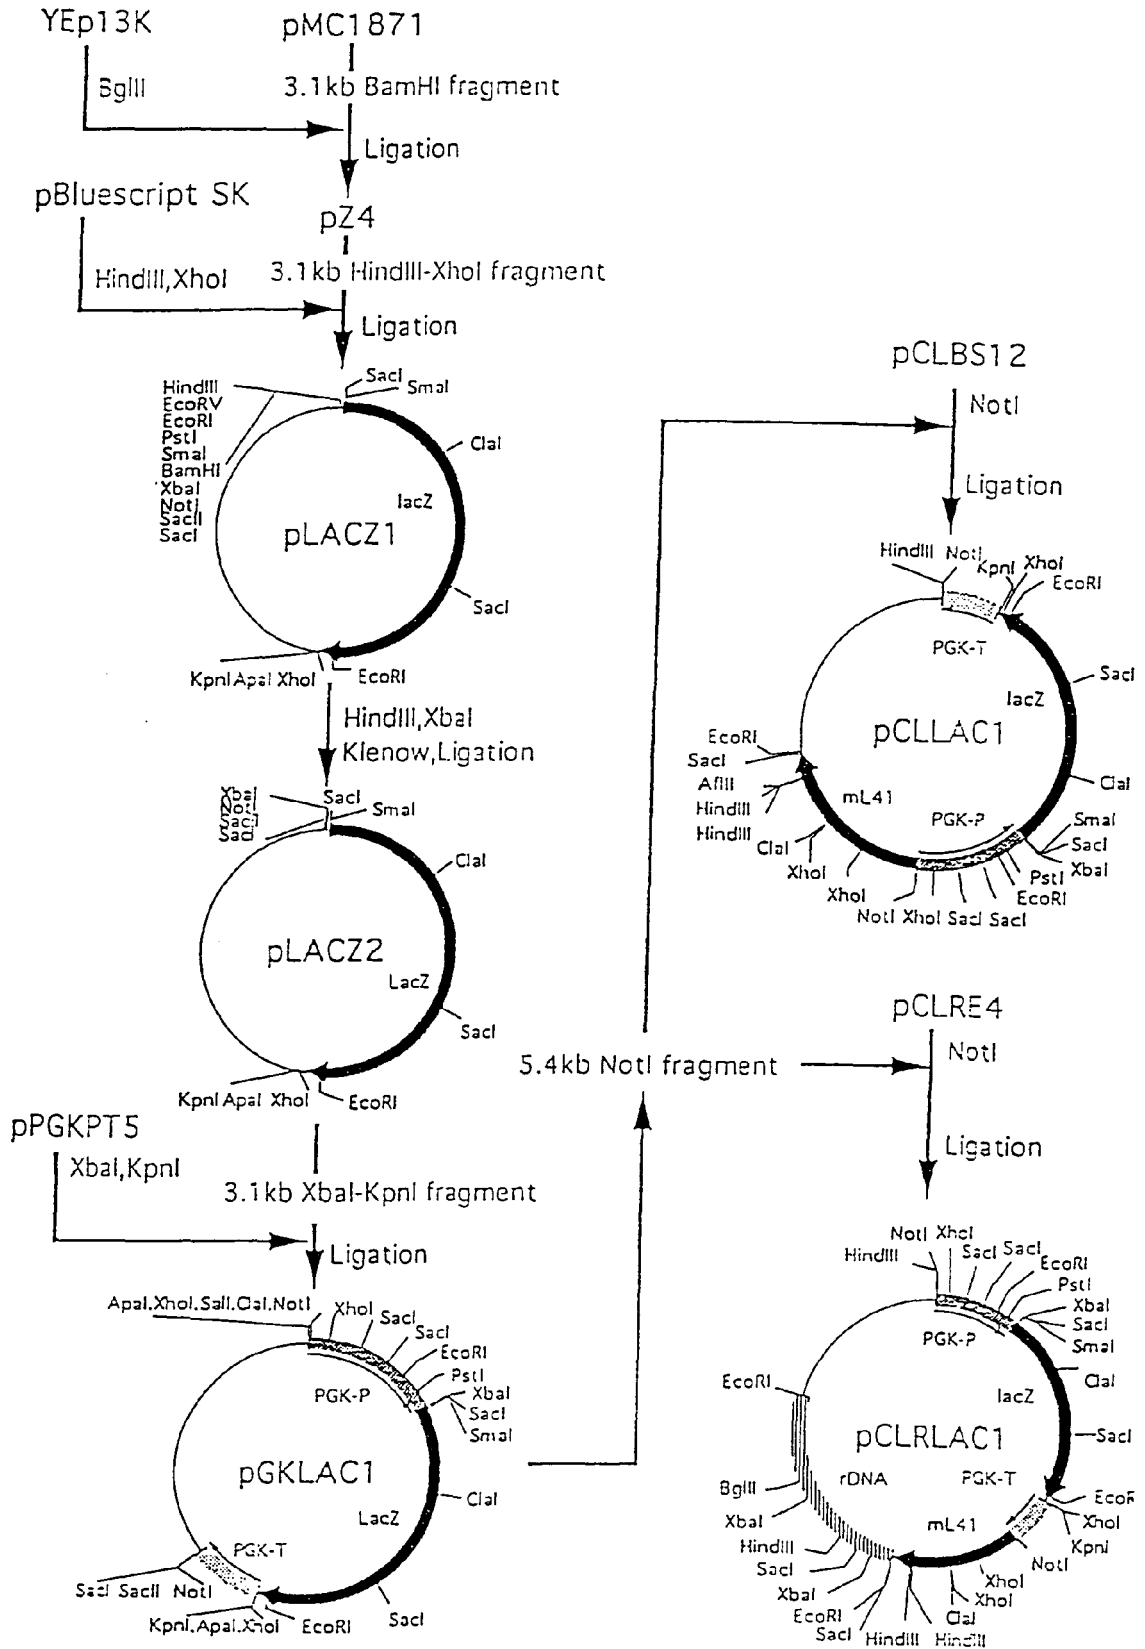 YEp13K
pMC1871
BglII
3.1kb BamHI fragment
Ligation
pBluescript SK
pZ4
HindIII,XhoI
3.1kb HindIII-XhoI fragment
Ligation
SacI
SmaI
HindIII
EcoRV
EcoRI
PstI
SmaI
BamHI
XbaI
NotI
SacII
SacI
ClaI
lacZ
pLACZ1
SacI
KpnI ApaI XhoI
EcoRI
HindIII,XbaI
Klenow,Ligation
XbaI
NotI
SacII
SacI
SacI
SmaI
ClaI
pLACZ2
LacZ
SacI
KpnI ApaI XhoI
EcoRI
pPGKPT5
XbaI,KpnI
3.1kb XbaI-KpnI fragment
Ligation
ApaI.XhoI.SalI.ClaI.NotI
XhoI
SacI
SacI
EcoRI
PstI
XbaI
SacI
SmaI
PGK-P
pGKLAC1
ClaI
LacZ
PGK-T
SacI SacII NotI
KpnI.ApaI.XhoI
EcoRI
SacI
5.4kb NotI fragment
pCLBS12
NotI
Ligation
HindIII NotI
KpnI
XhoI
EcoRI
PGK-T
SacI
lacZ
pCLLAC1
EcoRI
SacI
AflII
HindIII
HindIII
mL41
ClaI
PGK-P
ClaI
XhoI
XhoI
SmaI
SacI
XbaI
PstI
EcoRI
NotI XhoI SacI SacI
pCLRE4
NotI
Ligation
NotI XhoI
HindIII
SacI
SacI
EcoRI
PstI
XbaI
SacI
SmaI
PGK-P
ClaI
lacZ
EcoRI
pCLRLAC1
SacI
rDNA
PGK-T
BglII
EcoR
XhoI
KpnI
XbaI
mL41
NotI
HindIII
SacI
XhoI
XhoI
XbaI
ClaI
EcoRI
SacI
HindIII
HindIII